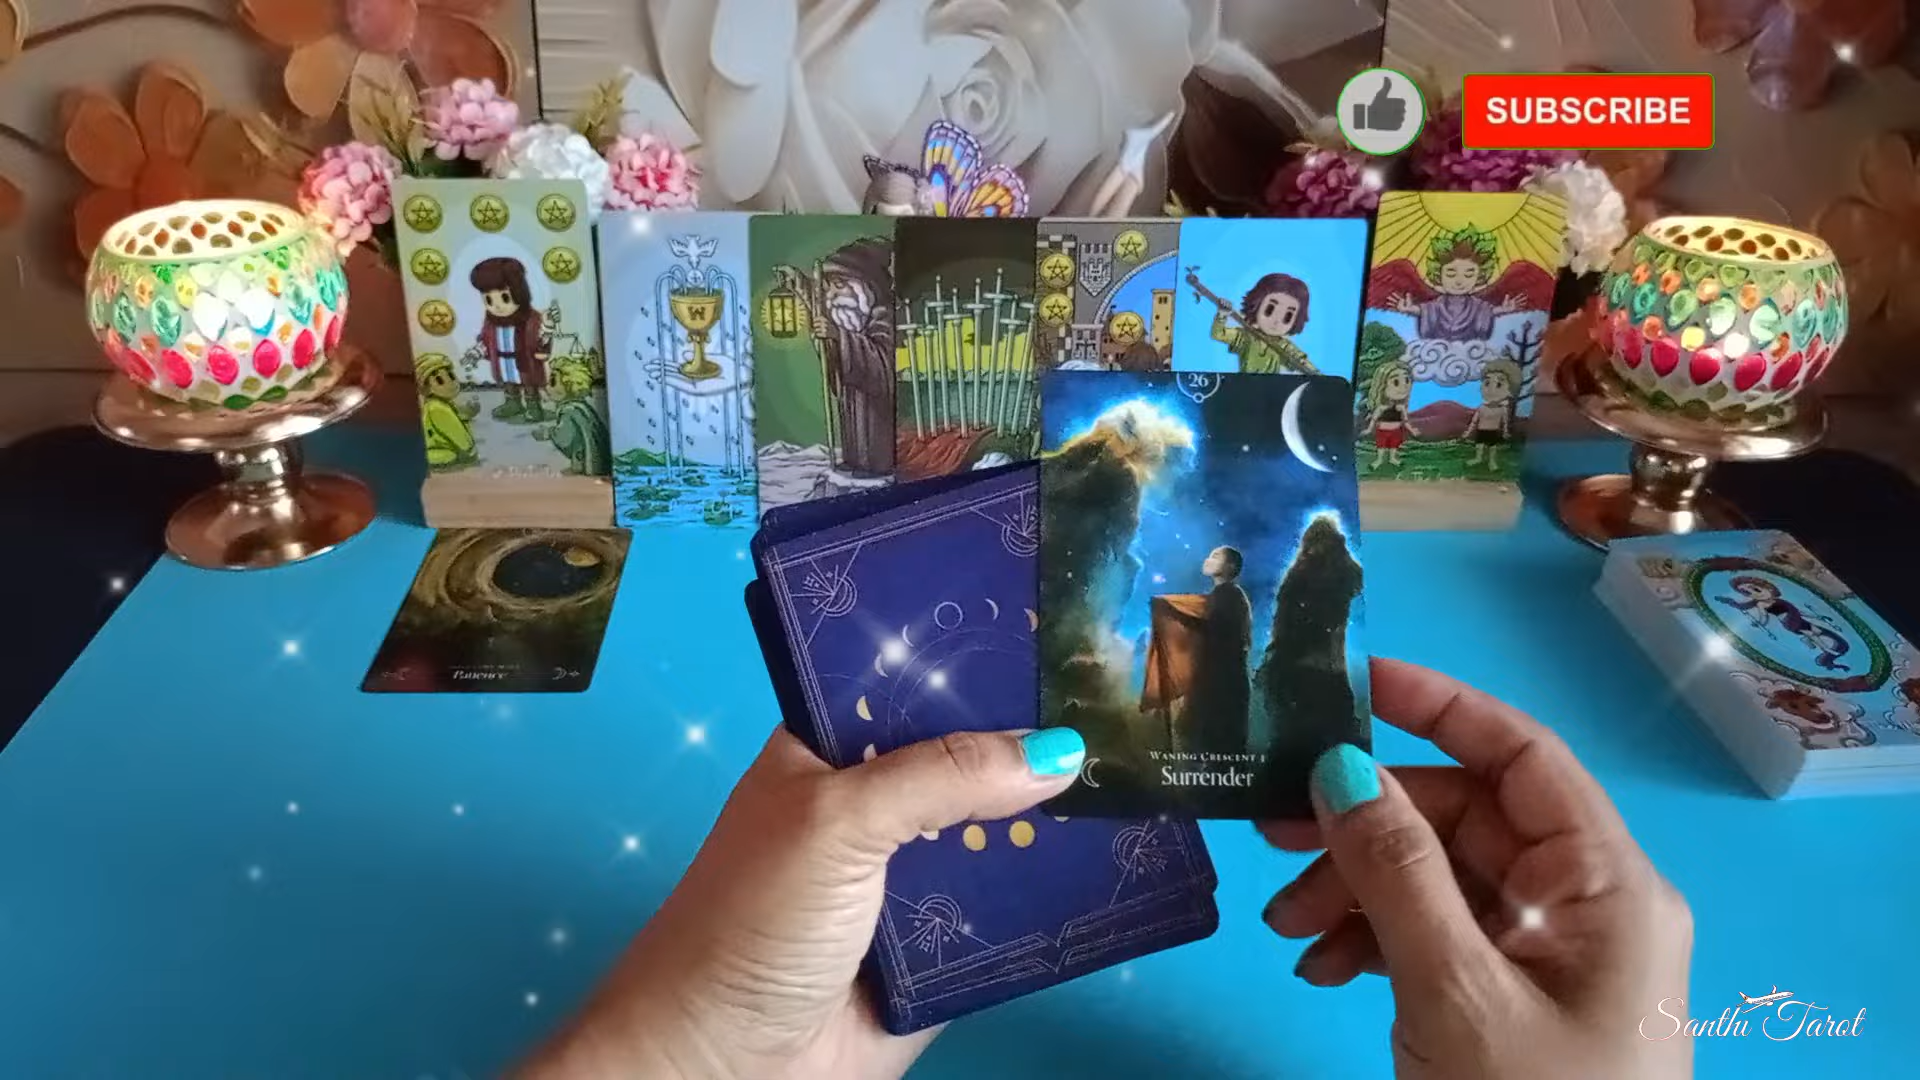 SUBSCRIBE
26
W
Patience
WANING CRESCENT
Surrender
Santhi Tarot